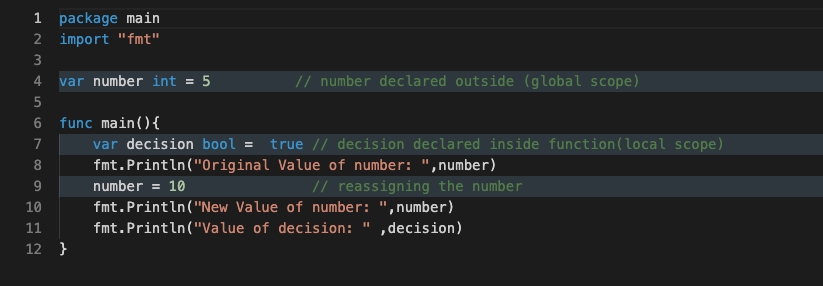 1 package main
2 import "fmt"
3
4 var number int = 5 // number declared outside (global scope)
5
6 func main(){
7 var decision bool =  true // decision declared inside function(local scope)
8 fmt.Println("Original Value of number: ",number)
9 number = 10 // reassigning the number
10 fmt.Println("New Value of number: ",number)
11 fmt.Println("Value of decision: " ,decision)
12 }